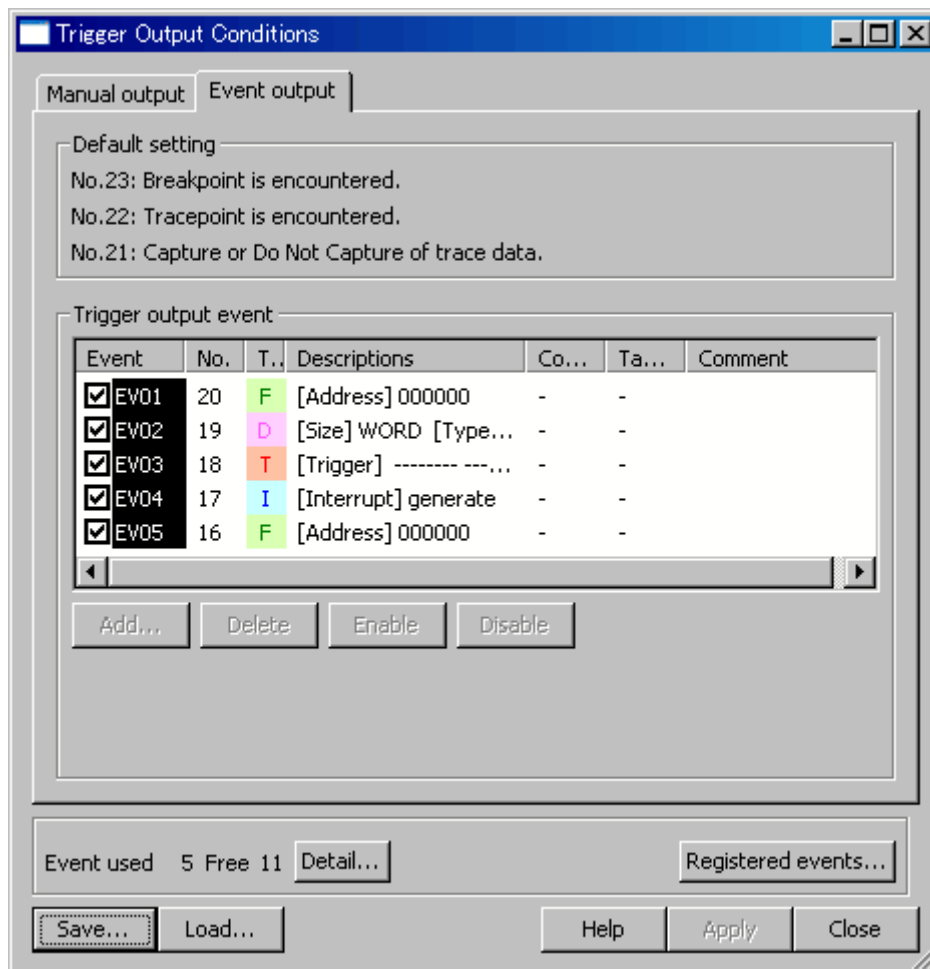 Trigger Output Conditions
Manual output Event output
Default setting
No.23: Breakpoint is encountered.
No.22: Tracepoint is encountered.
No.21: Capture or Do Not Capture of trace data.
Trigger output event
Event No. T.. Descriptions Co... Ta... Comment
EV01 20 F [Address] 000000 - -
EV02 19 D [Size] WORD [Type... - -
EV03 18 T [Trigger] -------- ---... - -
EV04 17 I [Interrupt] generate - -
EV05 16 F [Address] 000000 - -
Add... Delete Enable Disable
Event used 5 Free 11 Detail... Registered events...
Save... Load... Help Apply Close